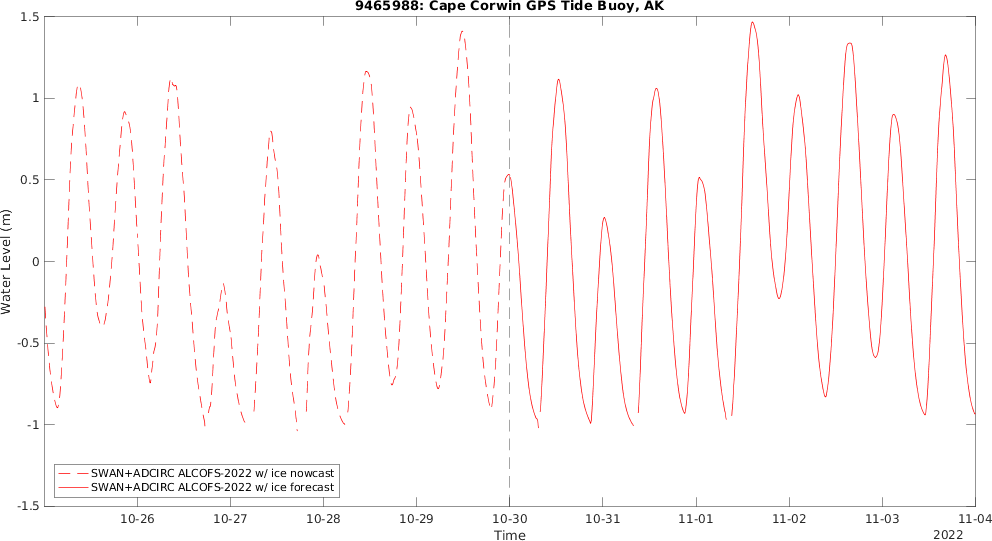 9465988: Cape Corwin GPS Tide Buoy, AK
1.5
1
0.5
0
-0.5
-1
-1.5
Water Level (m)
SWAN+ADCIRC ALCOFS-2022 w/ ice nowcast
SWAN+ADCIRC ALCOFS-2022 w/ ice forecast
10-26 10-27 10-28 10-29 10-30 10-31 11-01 11-02 11-03 11-04
Time
2022